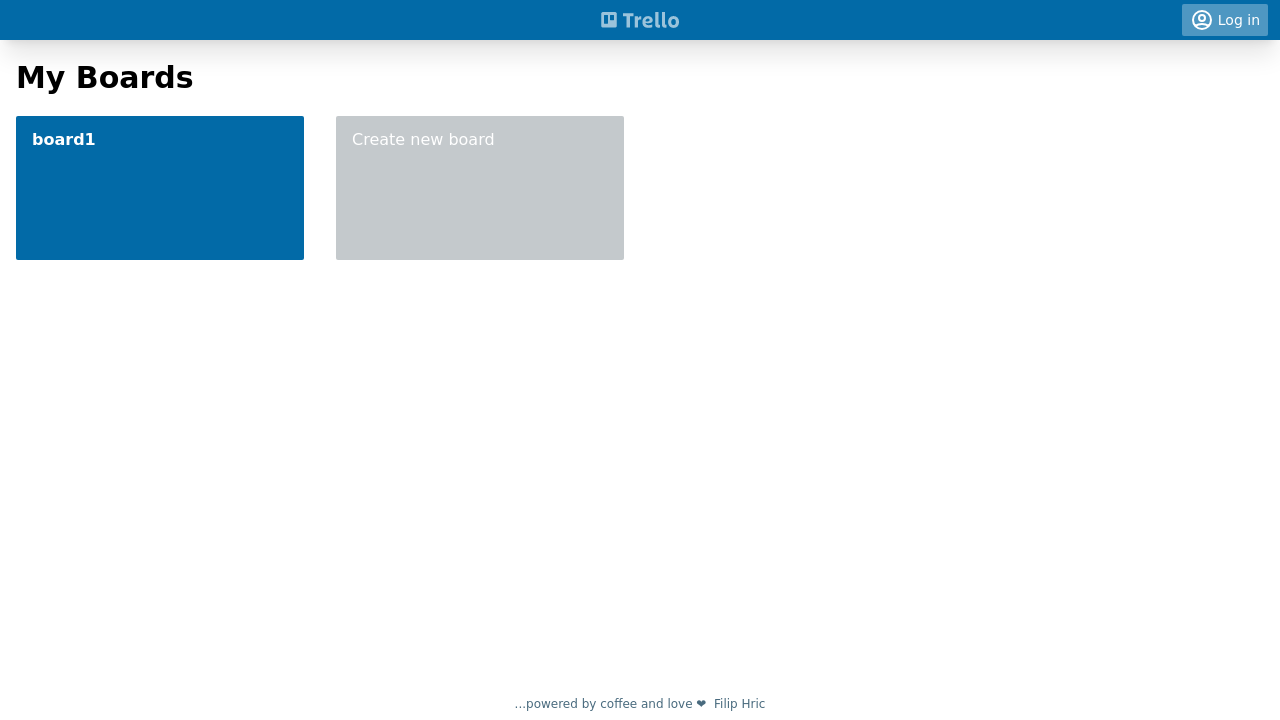 Trello
Log in
My Boards
board1
Create new board
...powered by coffee and love ❤ Filip Hric